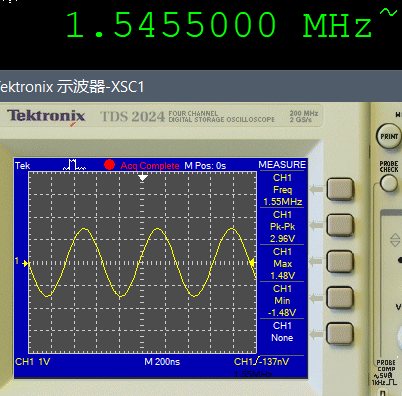 1.5455000 MHz~
Tektronix 示波器-XSC1
Tektronix TDS 2024 FOUR CHANNEL DIGITAL STORAGE OSCILLOSCOPE 200 MHz 2 GS/s
PRINT
PROBE CHECK
Tek Acq Complete M Pos: 0s MEASURE
CH1
Freq
1.55MHz
CH1
Pk-Pk
2.96V
CH1
Max
1.48V
CH1
Min
-1.48V
CH1
None
1
CH1 1V M 200ns CH1/-137mV
PROBE COMP
~5V
1kHz